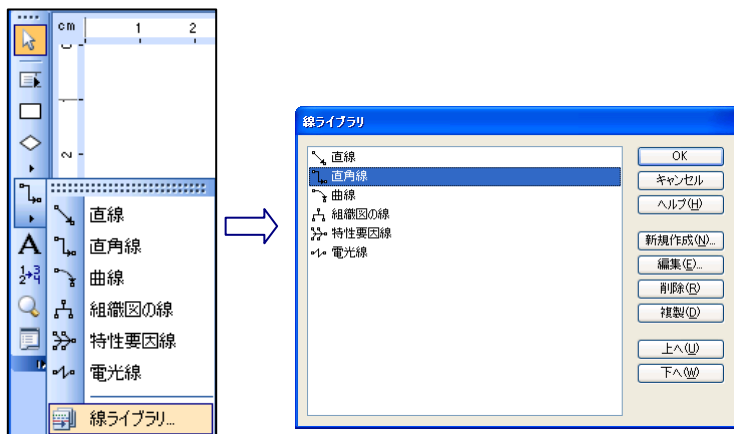 cm 1 2
0
2
直線
直角線
曲線
A
組織図の線
特性要因線
電光線
線ライブラリ...
線ライブラリ
直線
直角線
曲線
組織図の線
特性要因線
電光線
OK
キャンセル
ヘルプ(H)
新規作成(N)...
編集(E)...
削除(R)
複製(D)
上へ(U)
下へ(W)